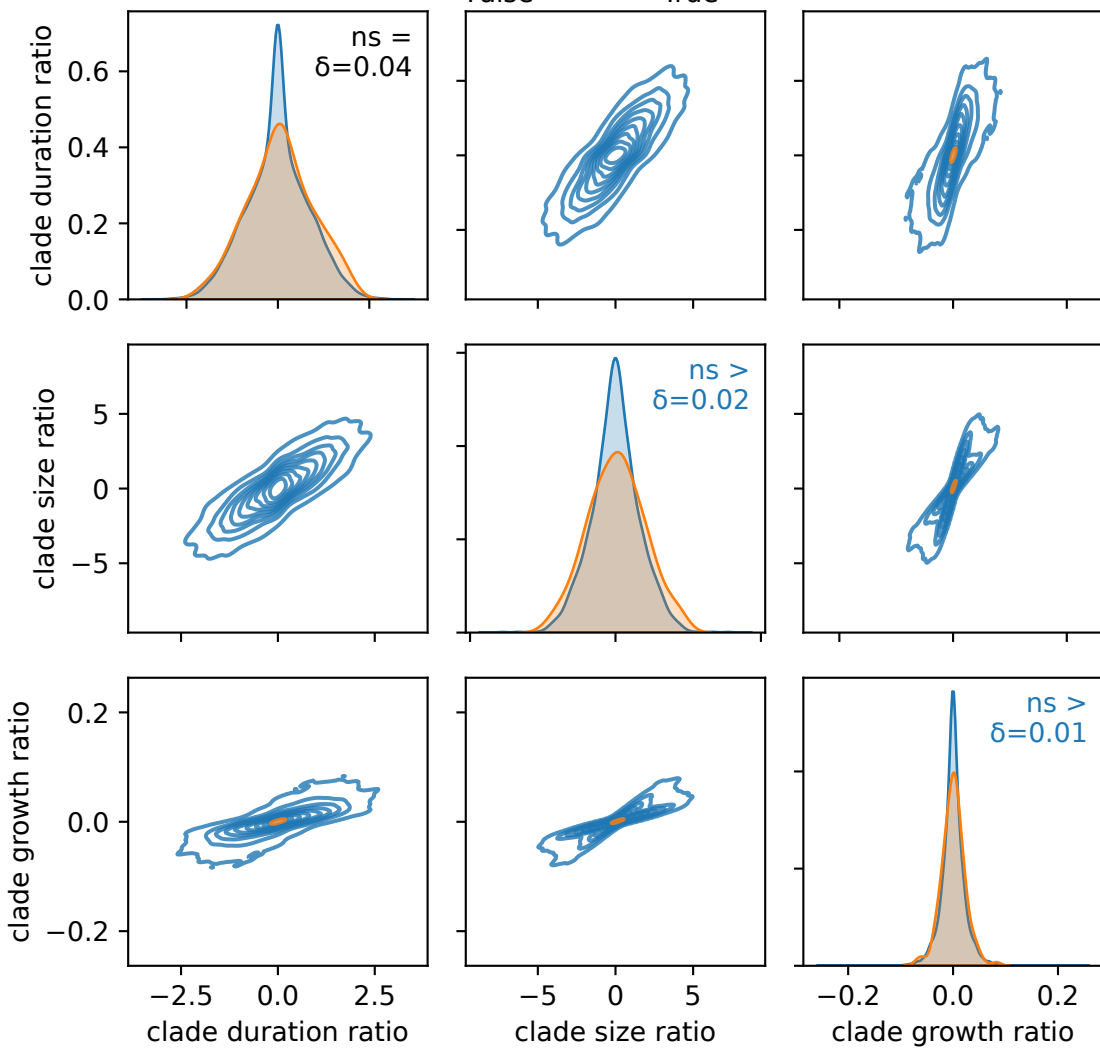 clade duration ratio
0.6
0.4
0.2
0.0
ns =
δ=0.04
clade size ratio
5
0
−5
ns >
δ=0.02
clade growth ratio
0.2
0.0
−0.2
ns >
δ=0.01
−2.5 0.0 2.5
clade duration ratio
−5 0 5
clade size ratio
−0.2 0.0 0.2
clade growth ratio